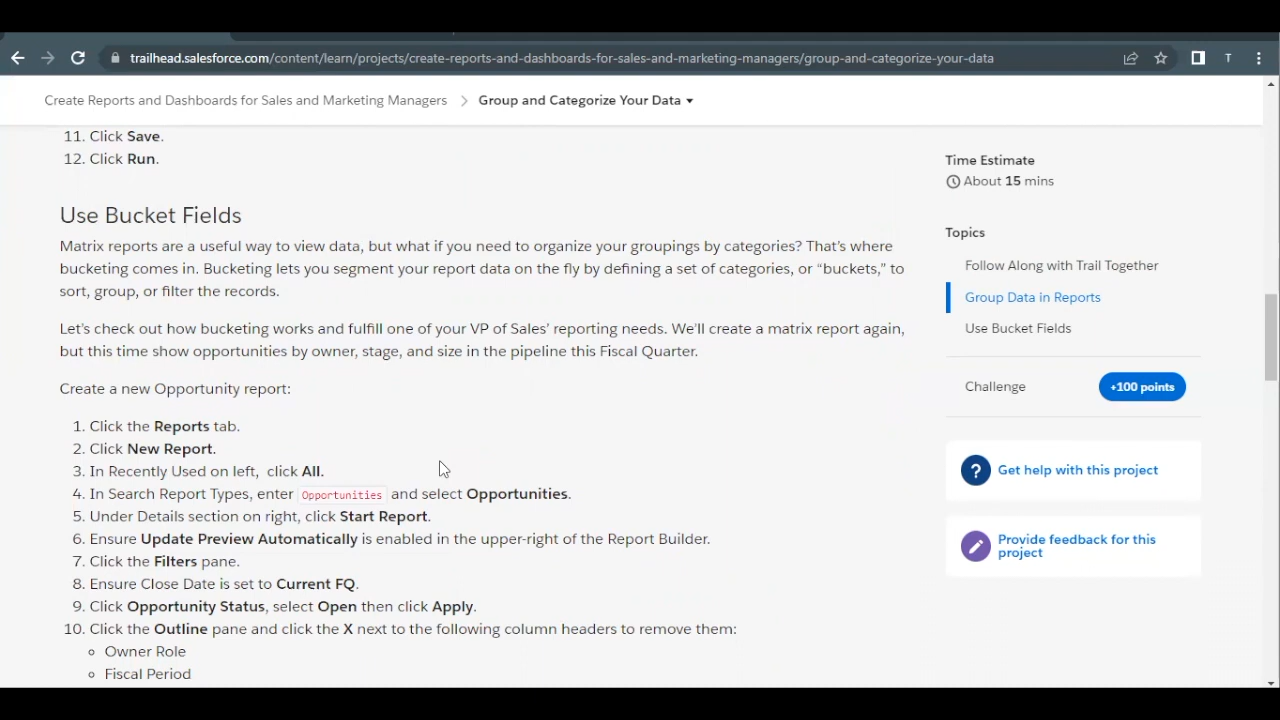 trailhead.salesforce.com/content/learn/projects/create-reports-and-dashboards-for-sales-and-marketing-managers/group-and-categorize-your-data
T
Create Reports and Dashboards for Sales and Marketing Managers
Group and Categorize Your Data
11. Click Save.
12. Click Run.
Use Bucket Fields
Matrix reports are a useful way to view data, but what if you need to organize your groupings by categories? That’s where
bucketing comes in. Bucketing lets you segment your report data on the fly by defining a set of categories, or “buckets,” to
sort, group, or filter the records.
Let’s check out how bucketing works and fulfill one of your VP of Sales’ reporting needs. We’ll create a matrix report again,
but this time show opportunities by owner, stage, and size in the pipeline this Fiscal Quarter.
Create a new Opportunity report:
1. Click the Reports tab.
2. Click New Report.
3. In Recently Used on left, click All.
4. In Search Report Types, enter Opportunities and select Opportunities.
5. Under Details section on right, click Start Report.
6. Ensure Update Preview Automatically is enabled in the upper-right of the Report Builder.
7. Click the Filters pane.
8. Ensure Close Date is set to Current FQ.
9. Click Opportunity Status, select Open then click Apply.
10. Click the Outline pane and click the X next to the following column headers to remove them:
Owner Role
Fiscal Period
Time Estimate
About 15 mins
Topics
Follow Along with Trail Together
Group Data in Reports
Use Bucket Fields
Challenge
+100 points
? Get help with this project
Provide feedback for this
project